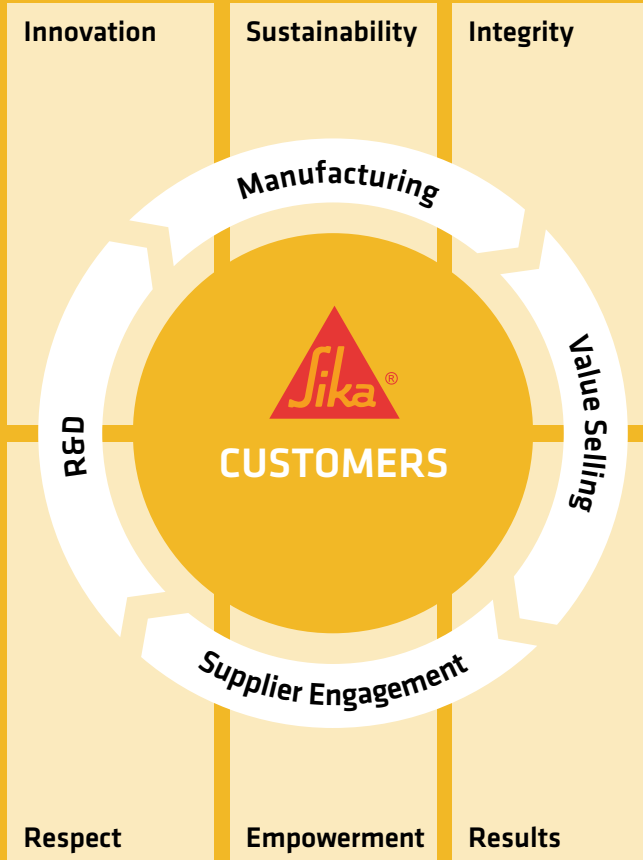 Innovation
Sustainability
Integrity
Manufacturing
Value Selling
R&D
Sika®
CUSTOMERS
Supplier Engagement
Respect
Empowerment
Results